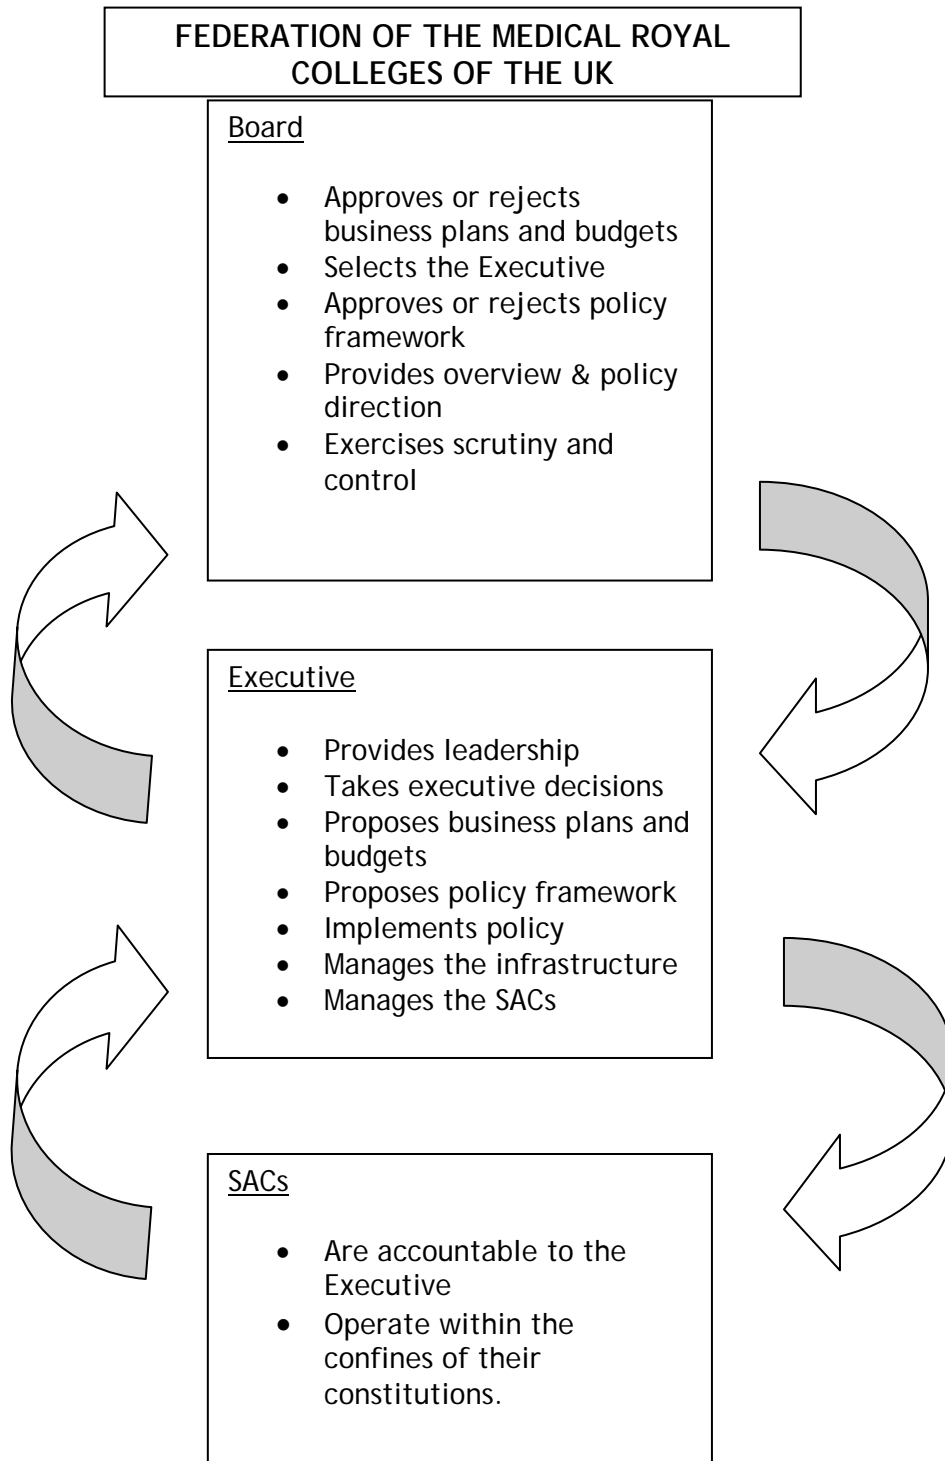 FEDERATION OF THE MEDICAL ROYAL
COLLEGES OF THE UK
Board
• Approves or rejects
business plans and budgets
• Selects the Executive
• Approves or rejects policy
framework
• Provides overview & policy
direction
• Exercises scrutiny and
control
Executive
• Provides leadership
• Takes executive decisions
• Proposes business plans and
budgets
• Proposes policy framework
• Implements policy
• Manages the infrastructure
• Manages the SACs
SACs
• Are accountable to the
Executive
• Operate within the
confines of their
constitutions.